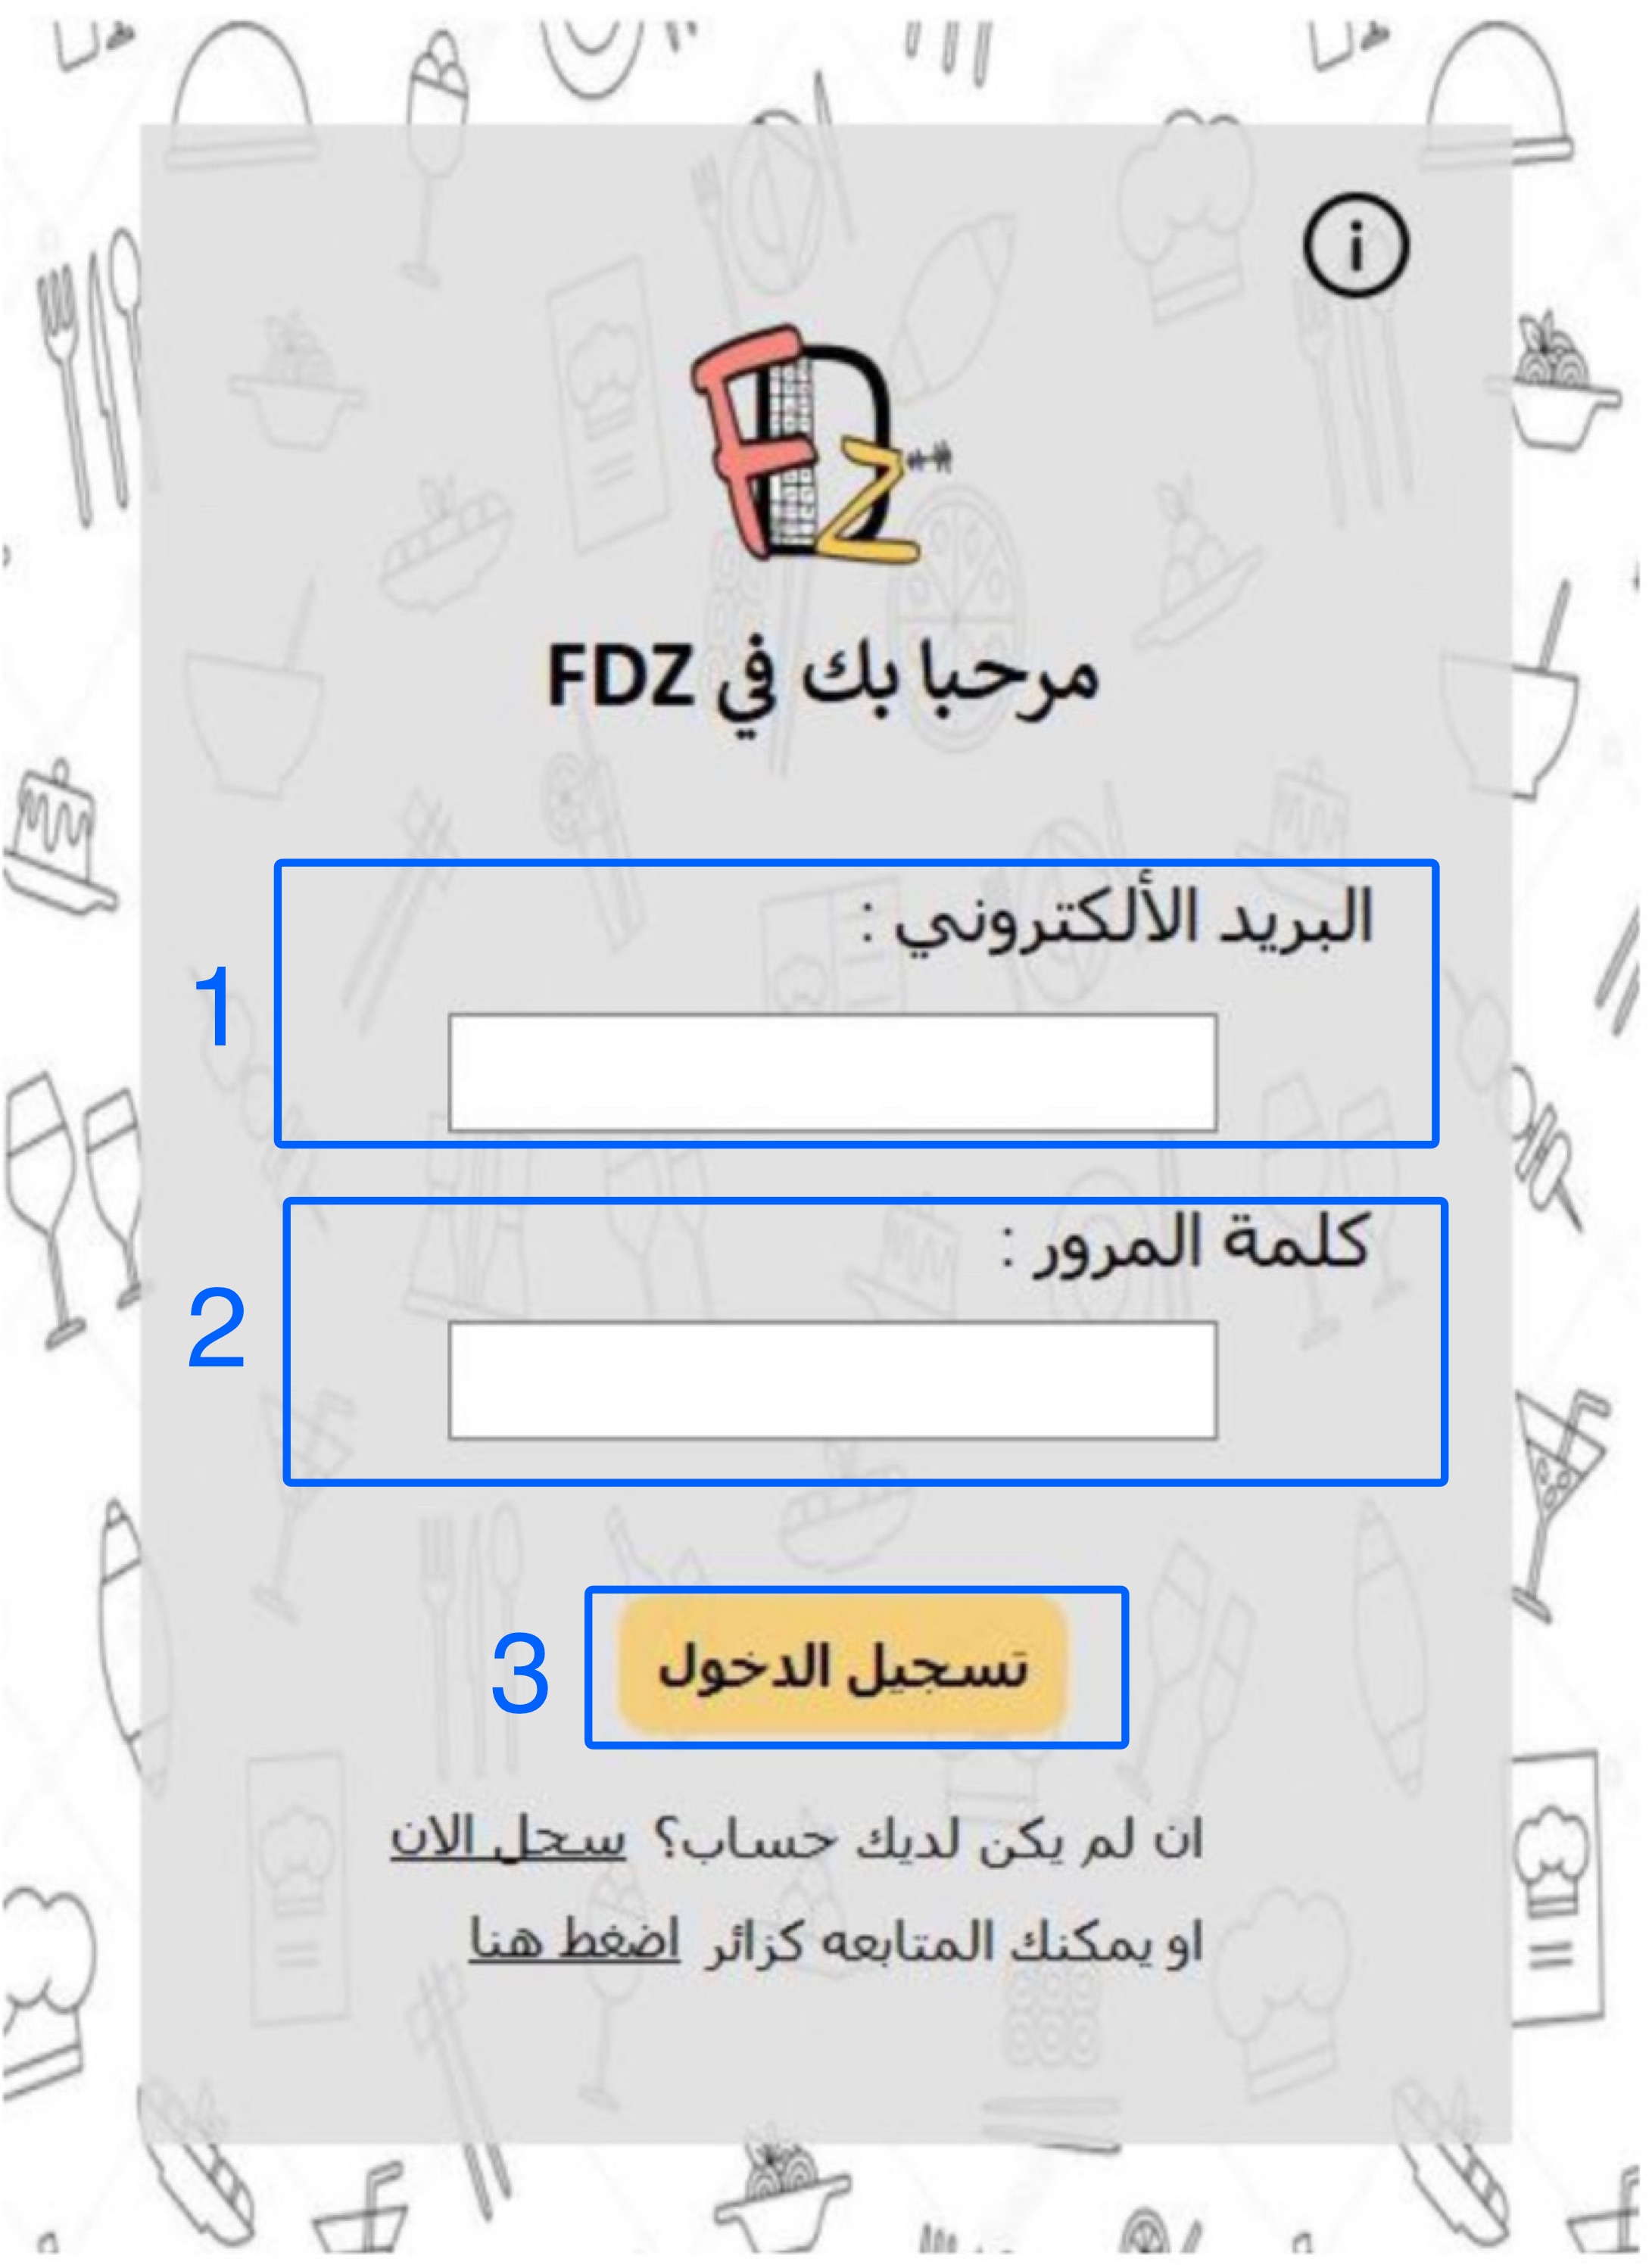 i
FDZ
مرحبا بك في FDZ
البريد الألكتروني :
1
كلمة المرور :
2
تسجيل الدخول
3
ان لم يكن لديك حساب؟ سجل الان
او يمكنك المتابعه كزائر اضغط هنا